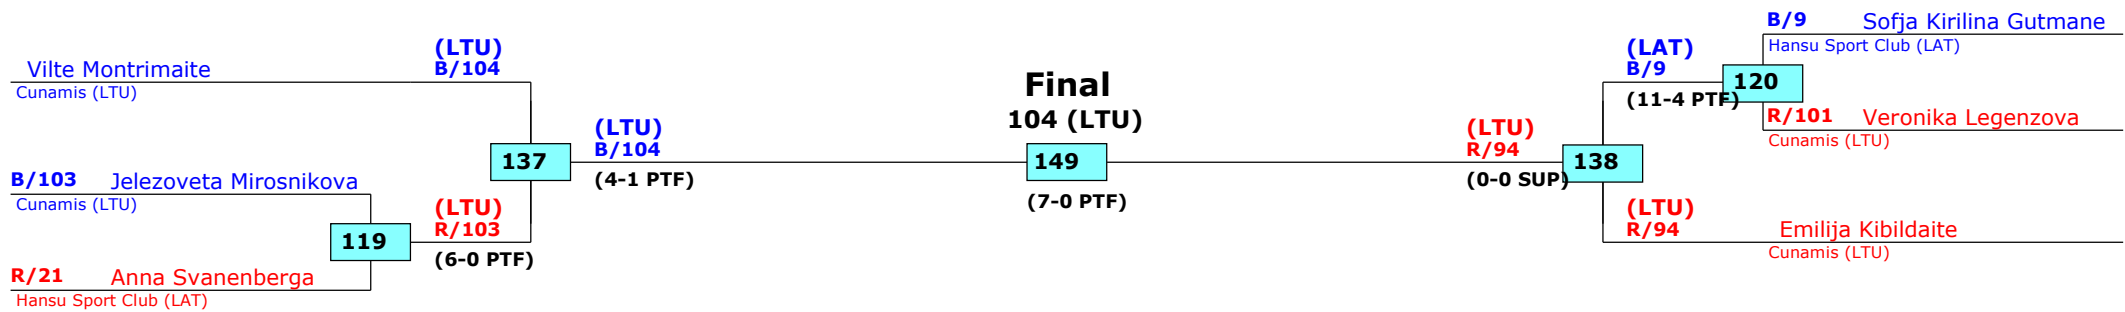 (LTU)
B/104
Vilte Montrimaite
Cunamis (LTU)
137
(LTU)
B/104
(4-1 PTF)
B/103 Jelezoveta Mirosnikova
Cunamis (LTU)
119
(LTU)
R/103
(6-0 PTF)
R/21 Anna Svanenberga
Hansu Sport Club (LAT)
Final
104 (LTU)
149
(7-0 PTF)
B/9 Sofja Kirilina Gutmane
Hansu Sport Club (LAT)
(LAT)
B/9
120
(11-4 PTF)
R/101 Veronika Legenzova
Cunamis (LTU)
(LTU)
R/94
138
(0-0 SUP)
(LTU)
R/94
Emilija Kibildaite
Cunamis (LTU)